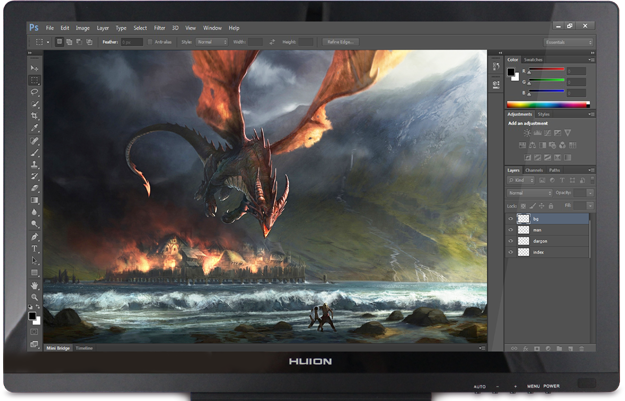 Ps File Edit Image Layer Type Select Filter 3D View Window Help
Feather: Anti-alias Style: Normal Width: Height: Refine Edge... Essentials
Color Swatches
R
G
B
Adjustments Styles
Add an adjustment
Layers Channels Paths
Kind
Normal Opacity:
Lock: Fill:
bg
man
index
Mini Bridge Timeline
HUION
AUTO - + MENU POWER